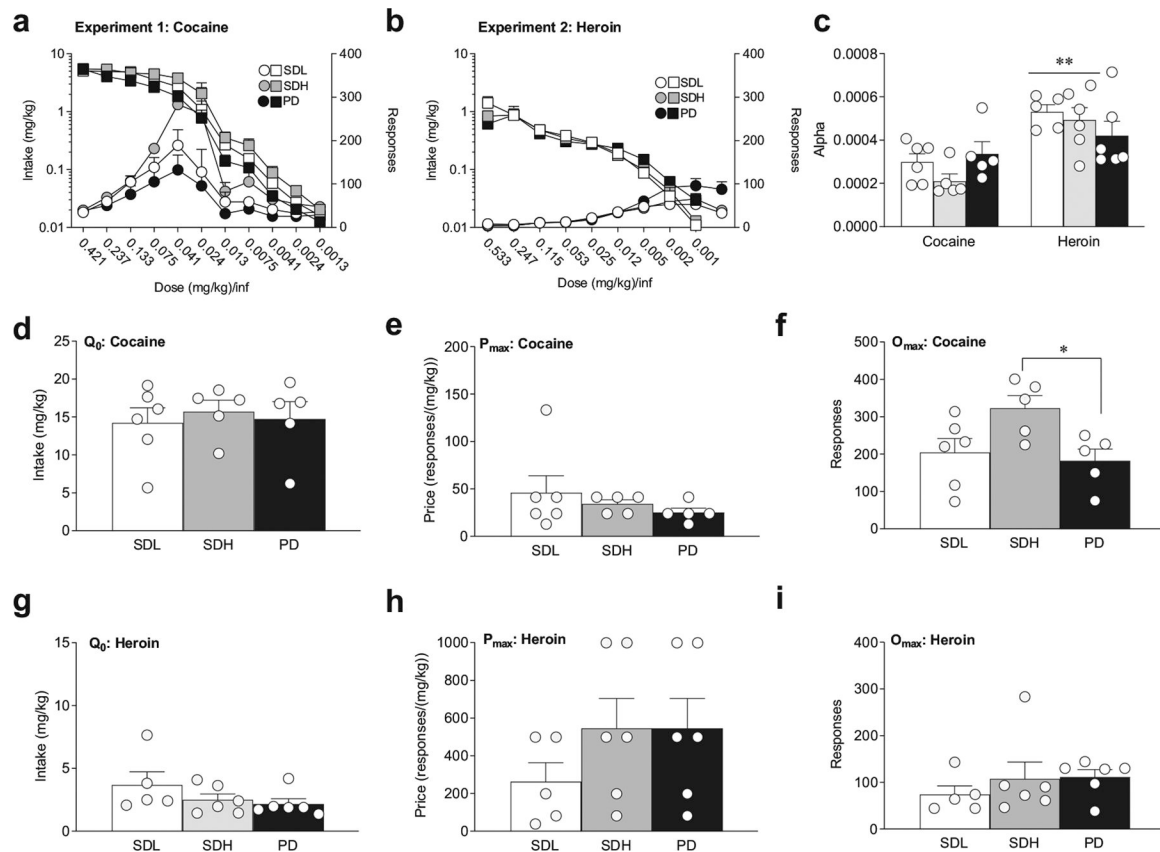 a
Experiment 1: Cocaine
10
1
0.1
0.01
Intake (mg/kg)
400
300
200
100
0
Responses
SDL
SDH
PD
0.421
0.237
0.133
0.075
0.041
0.024
0.013
0.0075
0.0041
0.0024
0.0013
Dose (mg/kg)/inf
b
Experiment 2: Heroin
10
1
0.1
0.01
Intake (mg/kg)
400
300
200
100
0
Responses
SDL
SDH
PD
0.533
0.247
0.115
0.053
0.025
0.012
0.005
0.002
0.001
Dose (mg/kg)/inf
c
0.0008
0.0006
0.0004
0.0002
0.0000
Alpha
**
Cocaine
Heroin
d
Q0: Cocaine
25
20
15
10
5
0
Intake (mg/kg)
SDL
SDH
PD
e
Pmax: Cocaine
200
150
100
50
0
Price (responses/(mg/kg))
SDL
SDH
PD
f
Omax: Cocaine
500
400
300
200
100
0
Responses
*
SDL
SDH
PD
g
Q0: Heroin
15
10
5
0
Intake (mg/kg)
SDL
SDH
PD
h
Pmax: Heroin
1000
800
600
400
200
0
Price (responses/(mg/kg))
SDL
SDH
PD
i
Omax: Heroin
400
300
200
100
0
Responses
SDL
SDH
PD